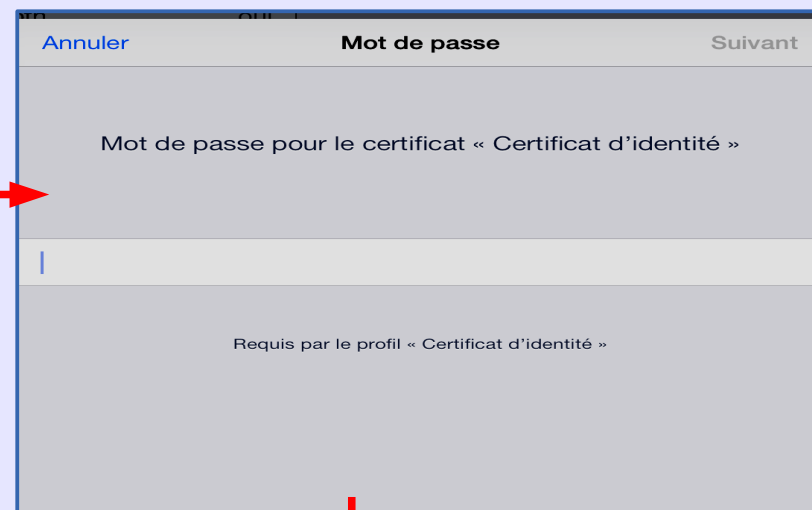 OUI
Annuler
Mot de passe
Suivant
Mot de passe pour le certificat « Certificat d’identité »
Requis par le profil « Certificat d’identité »